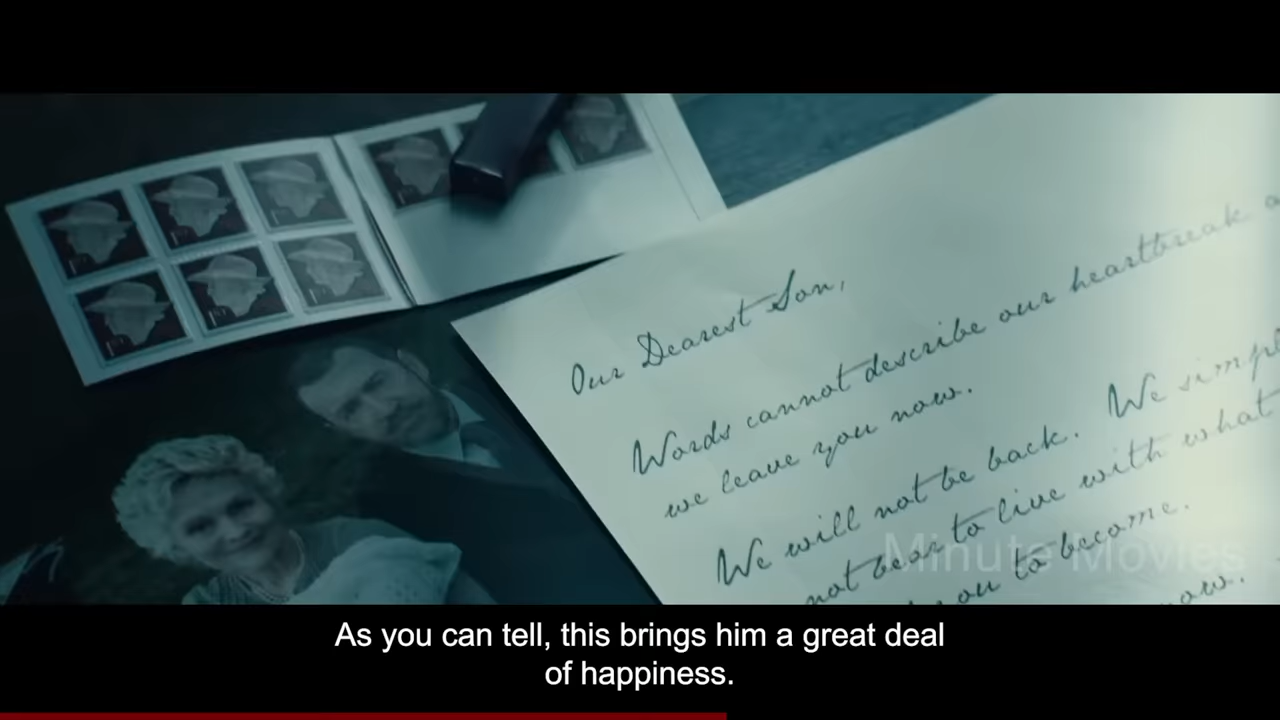 Our Dearest Son,
Words cannot describe our heartbreak a
we leave you now.
We will not be back. We simpl
not bear to live with what
you to become.
now.
Minute Movies
As you can tell, this brings him a great deal
of happiness.